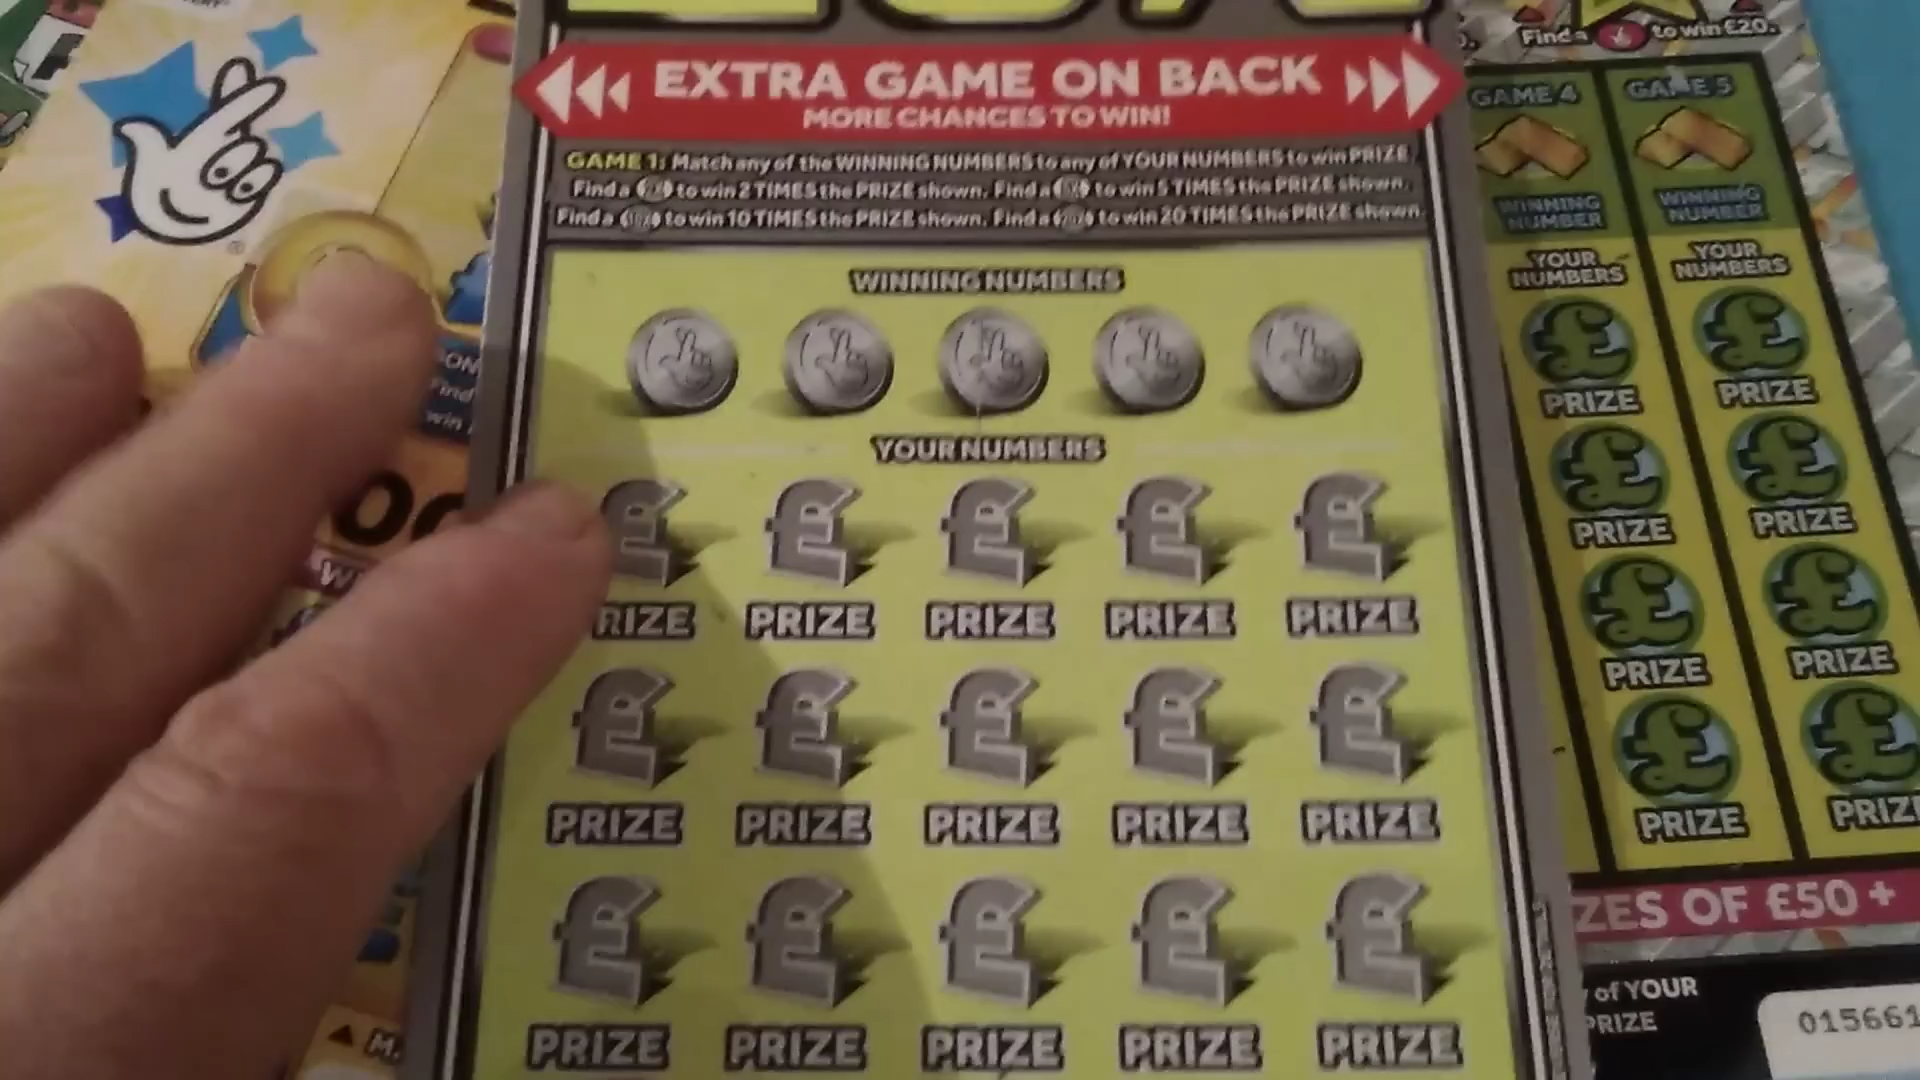 EXTRA GAME ON BACK
MORE CHANCES TO WIN!
GAME 1: Match any of the WINNING NUMBERS to any of YOUR NUMBERS to win PRIZE
Find a to win 2 TIMES the PRIZE shown. Find a to win 5 TIMES the PRIZE shown.
Find a to win 10 TIMES the PRIZE shown. Find a to win 20 TIMES the PRIZE shown.
WINNING NUMBERS
YOUR NUMBERS
£ £ £ £ £
RIZE PRIZE PRIZE PRIZE PRIZE
£ £ £ £ £
PRIZE PRIZE PRIZE PRIZE PRIZE
£ £ £ £ £
PRIZE PRIZE PRIZE PRIZE PRIZE
Find a to win £20.
GAME 4
WINNING
NUMBER
YOUR
NUMBERS
£
PRIZE
£
PRIZE
£
PRIZE
£
PRIZE
GAME 5
WINNING
NUMBER
YOUR
NUMBERS
£
PRIZE
£
PRIZE
£
PRIZE
£
PRIZ
ZES OF £50 +
of YOUR
PRIZE
015661
Find
win